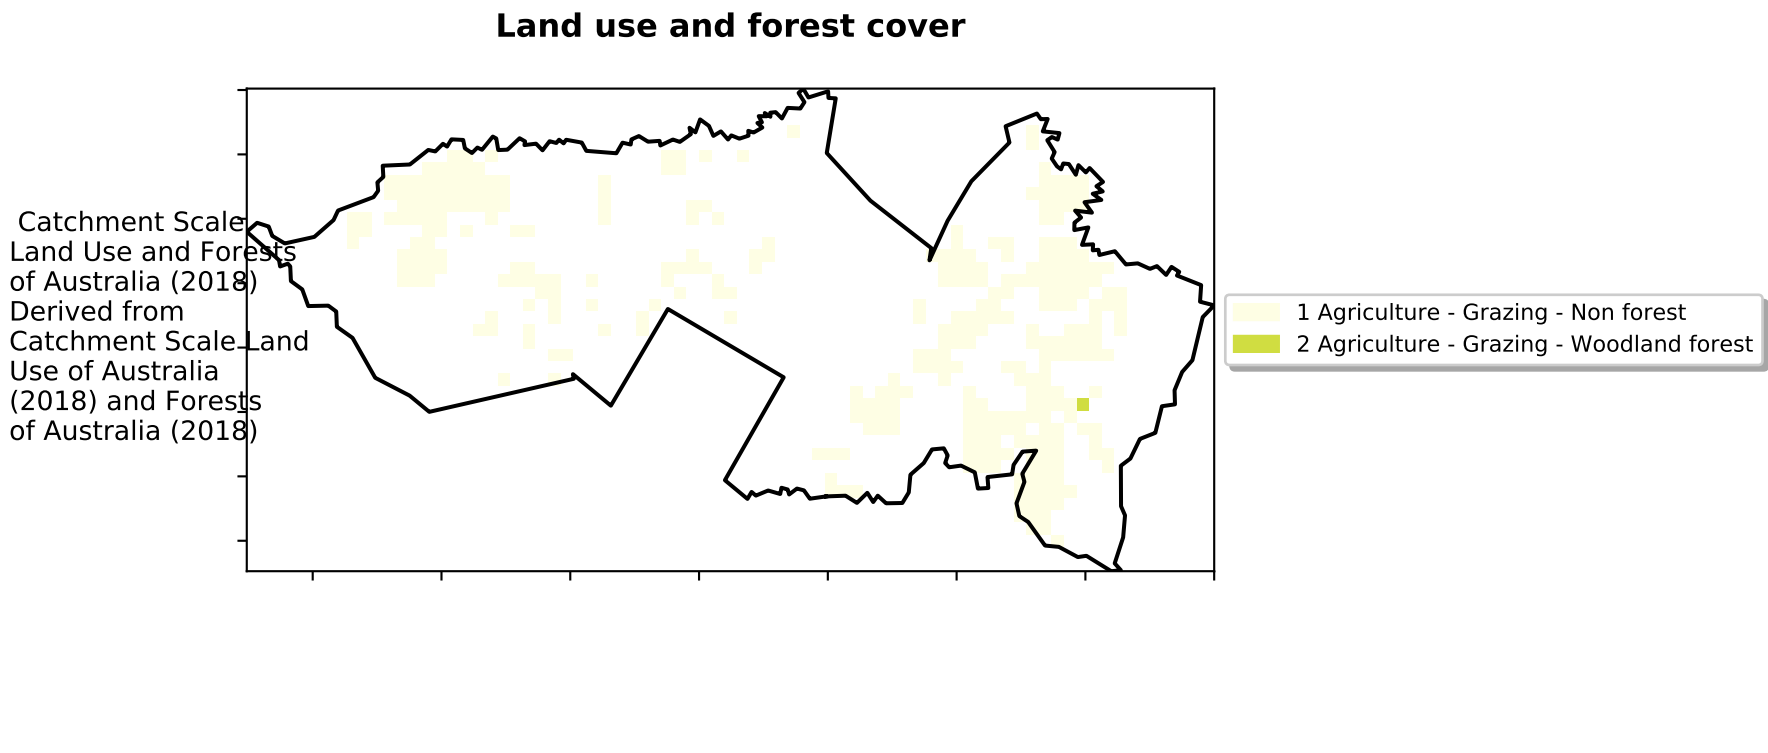 Land use and forest cover
Catchment Scale
Land Use and Forests
of Australia (2018)
Derived from
Catchment Scale Land
Use of Australia
(2018) and Forests
of Australia (2018)
1 Agriculture - Grazing - Non forest
2 Agriculture - Grazing - Woodland forest